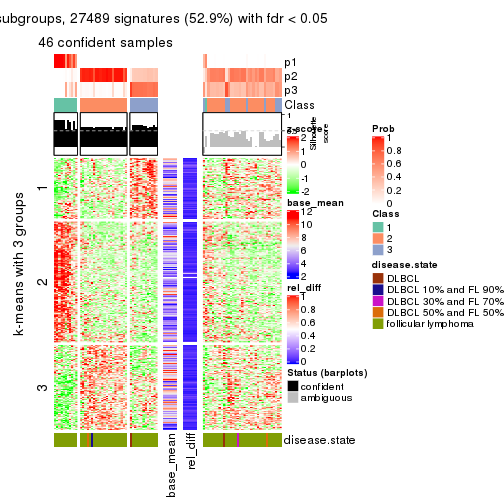 subgroups, 27489 signatures (52.9%) with fdr < 0.05
46 confident samples
p1
p2
p3
Class
1
0.5
Silhouette
score
z-score
2
1
0
-1
-2
base_mean
12
10
8
6
4
2
rel_diff
1
0.8
0.6
0.4
0.2
0
Status (barplots)
confident
ambiguous
Prob
1
0.8
0.6
0.4
0.2
0
Class
1
2
3
disease.state
DLBCL
DLBCL 10% and FL 90%
DLBCL 30% and FL 70%
DLBCL 50% and FL 50%
follicular lymphoma
k-means with 3 groups
1
2
3
disease.state
base_mean
rel_diff